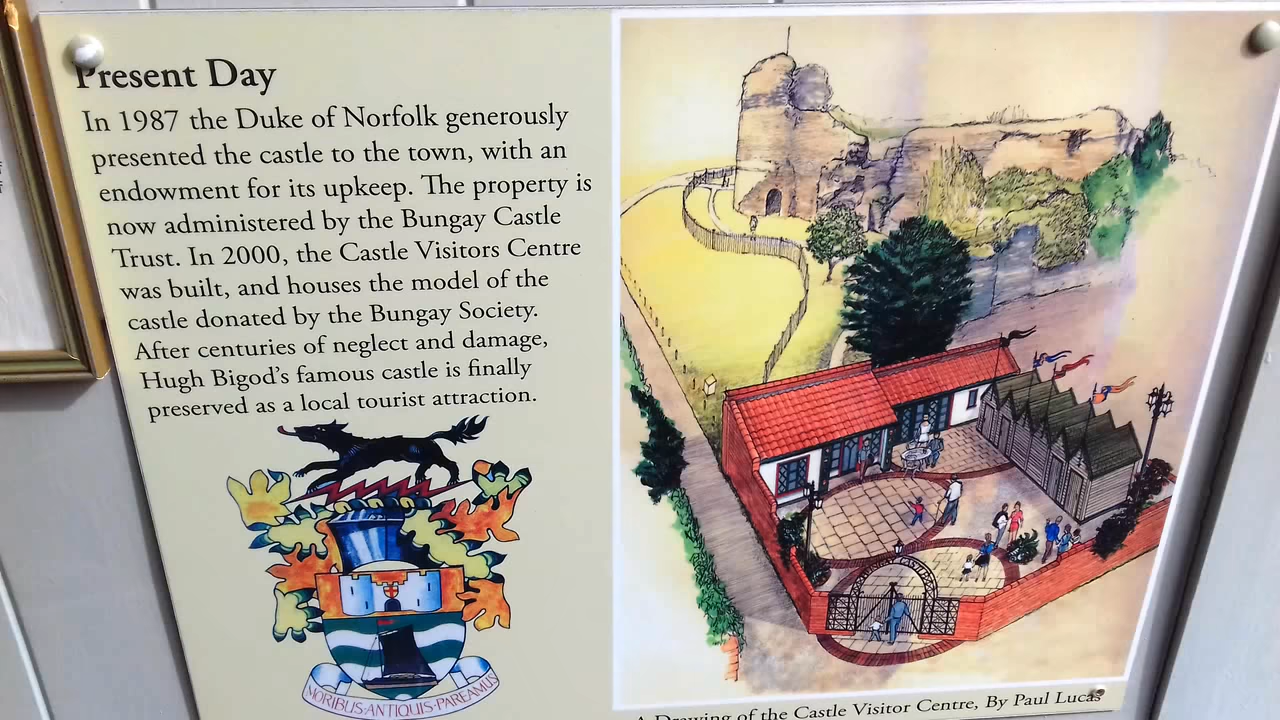 Present Day
In 1987 the Duke of Norfolk generously
presented the castle to the town, with an
endowment for its upkeep. The property is
now administered by the Bungay Castle
Trust. In 2000, the Castle Visitors Centre
was built, and houses the model of the
castle donated by the Bungay Society.
After centuries of neglect and damage,
Hugh Bigod's famous castle is finally
preserved as a local tourist attraction.
MORIBUS·ANTIQUIS·PAREAMUS
A Drawing of the Castle Visitor Centre, By Paul Lucas